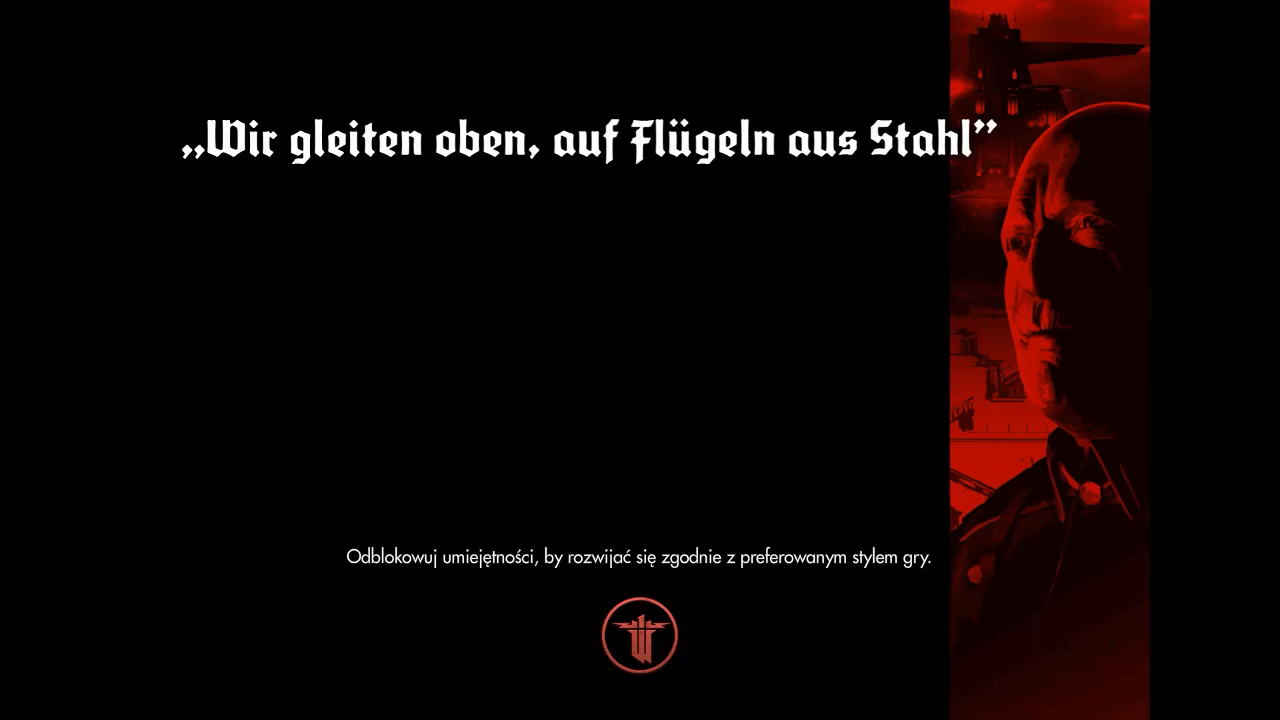 „Wir gleiten oben, auf Flügeln aus Stahl”
Odblokowuj umiejętności, by rozwijać się zgodnie z preferowanym stylem gry.